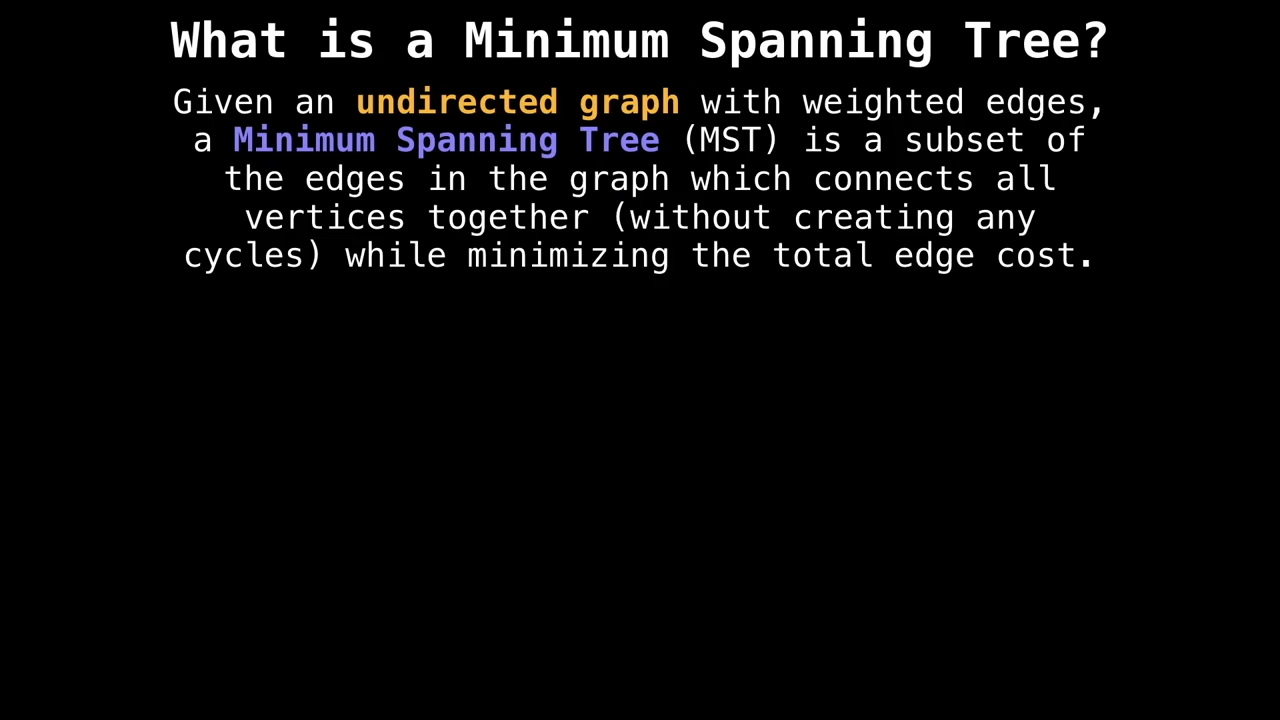 What is a Minimum Spanning Tree?
Given an undirected graph with weighted edges,
a Minimum Spanning Tree (MST) is a subset of
the edges in the graph which connects all
vertices together (without creating any
cycles) while minimizing the total edge cost.